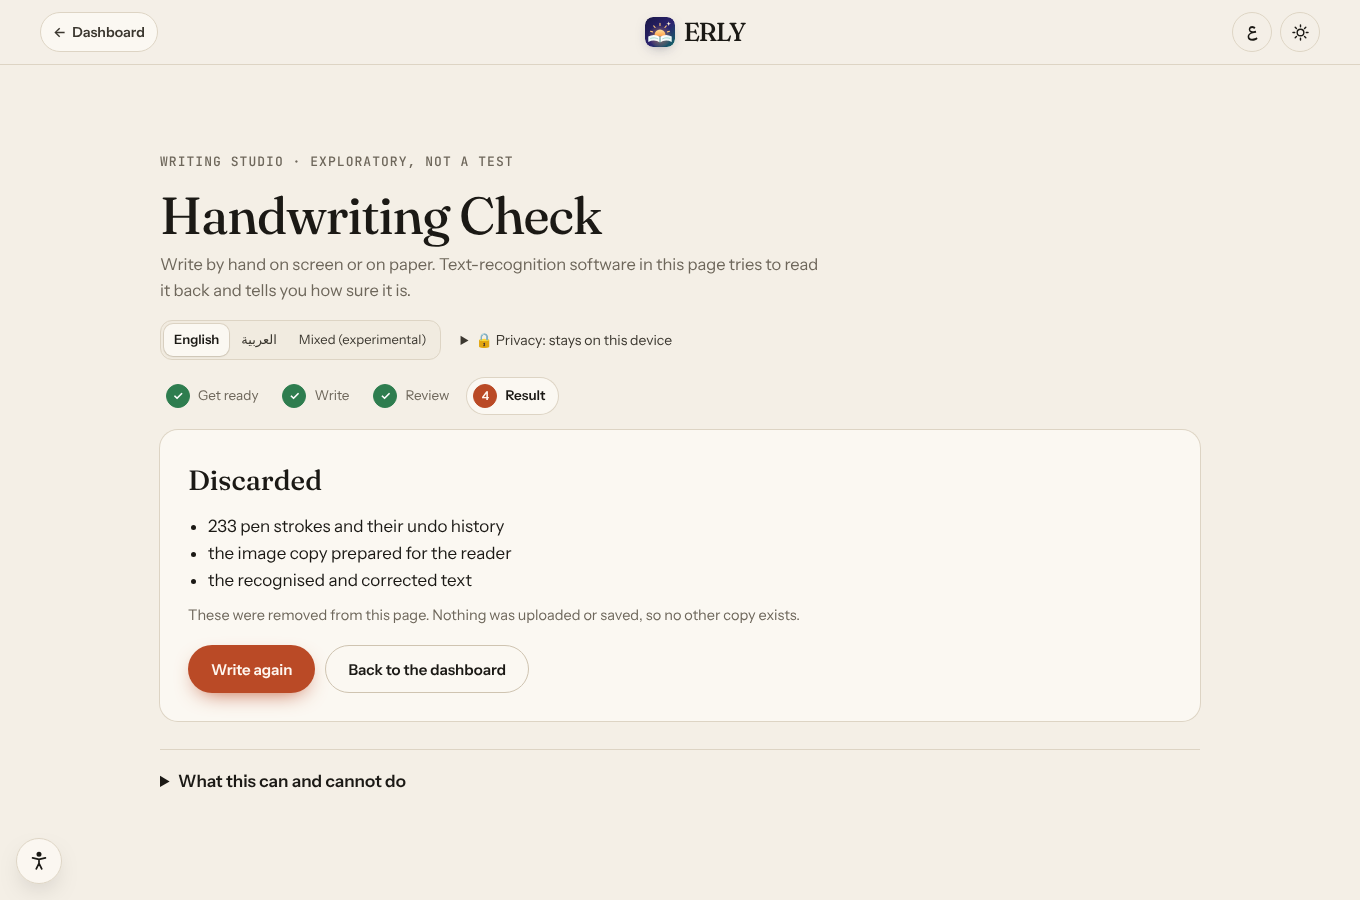 ← Dashboard
ERLY
ع
WRITING STUDIO · EXPLORATORY, NOT A TEST
Handwriting Check
Write by hand on screen or on paper. Text-recognition software in this page tries to read
it back and tells you how sure it is.
English العربية Mixed (experimental) ▶ 🔒 Privacy: stays on this device
Get ready Write Review 4 Result
Discarded
• 233 pen strokes and their undo history
• the image copy prepared for the reader
• the recognised and corrected text
These were removed from this page. Nothing was uploaded or saved, so no other copy exists.
Write again Back to the dashboard
▶ What this can and cannot do